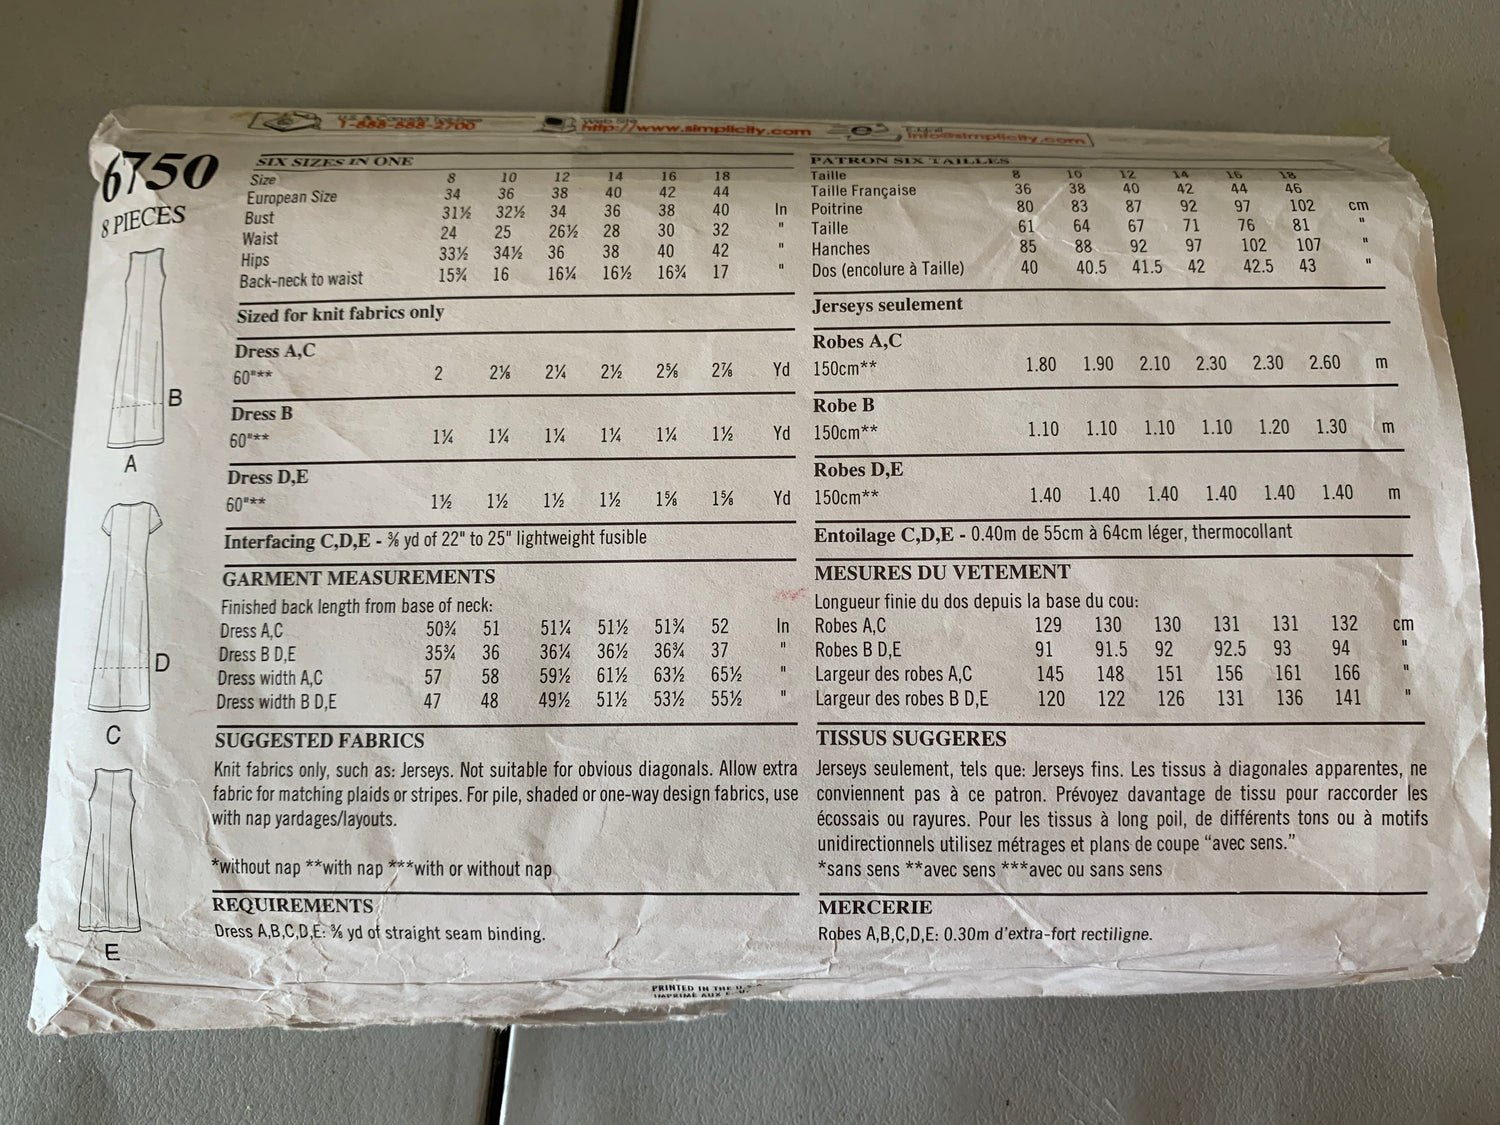 1-888-588-2700
Web Site
http://www.simplicity.com
E-Mail
info@simplicity.com
6750
8 PIECES
B
A
D
C
E
SIX SIZES IN ONE
Size 8 10 12 14 16 18
European Size 34 36 38 40 42 44
Bust 31½ 32½ 34 36 38 40 In
Waist 24 25 26½ 28 30 32 "
Hips 33½ 34½ 36 38 40 42 "
Back-neck to waist 15¾ 16 16¼ 16½ 16¾ 17 "
Sized for knit fabrics only
Dress A,C
60"** 2 2⅛ 2¼ 2½ 2⅝ 2⅞ Yd
Dress B
60"** 1¼ 1¼ 1¼ 1¼ 1¼ 1½ Yd
Dress D,E
60"** 1½ 1½ 1½ 1½ 1⅝ 1⅝ Yd
Interfacing C,D,E - ⅜ yd of 22" to 25" lightweight fusible
GARMENT MEASUREMENTS
Finished back length from base of neck:
Dress A,C 50¾ 51 51¼ 51½ 51¾ 52 In
Dress B D,E 35¾ 36 36¼ 36½ 36¾ 37 "
Dress width A,C 57 58 59½ 61½ 63½ 65½ "
Dress width B D,E 47 48 49½ 51½ 53½ 55½ "
SUGGESTED FABRICS
Knit fabrics only, such as: Jerseys. Not suitable for obvious diagonals. Allow extra
fabric for matching plaids or stripes. For pile, shaded or one-way design fabrics, use
with nap yardages/layouts.
*without nap **with nap ***with or without nap
REQUIREMENTS
Dress A,B,C,D,E: ⅜ yd of straight seam binding.
PATRON SIX TAILLES
Taille 8 10 12 14 16 18
Taille Française 36 38 40 42 44 46
Poitrine 80 83 87 92 97 102 cm
Taille 61 64 67 71 76 81 "
Hanches 85 88 92 97 102 107 "
Dos (encolure à Taille) 40 40.5 41.5 42 42.5 43 "
Jerseys seulement
Robes A,C
150cm** 1.80 1.90 2.10 2.30 2.30 2.60 m
Robe B
150cm** 1.10 1.10 1.10 1.10 1.20 1.30 m
Robes D,E
150cm** 1.40 1.40 1.40 1.40 1.40 1.40 m
Entoilage C,D,E - 0.40m de 55cm à 64cm léger, thermocollant
MESURES DU VETEMENT
Longueur finie du dos depuis la base du cou:
Robes A,C 129 130 130 131 131 132 cm
Robes B D,E 91 91.5 92 92.5 93 94 "
Largeur des robes A,C 145 148 151 156 161 166 "
Largeur des robes B D,E 120 122 126 131 136 141 "
TISSUS SUGGERES
Jerseys seulement, tels que: Jerseys fins. Les tissus à diagonales apparentes, ne
conviennent pas à ce patron. Prévoyez davantage de tissu pour raccorder les
écossais ou rayures. Pour les tissus à long poil, de différents tons ou à motifs
unidirectionnels utilisez métrages et plans de coupe “avec sens.”
*sans sens **avec sens ***avec ou sans sens
MERCERIE
Robes A,B,C,D,E: 0.30m d'extra-fort rectiligne.
PRINTED IN THE U.S.
IMPRIME AUX